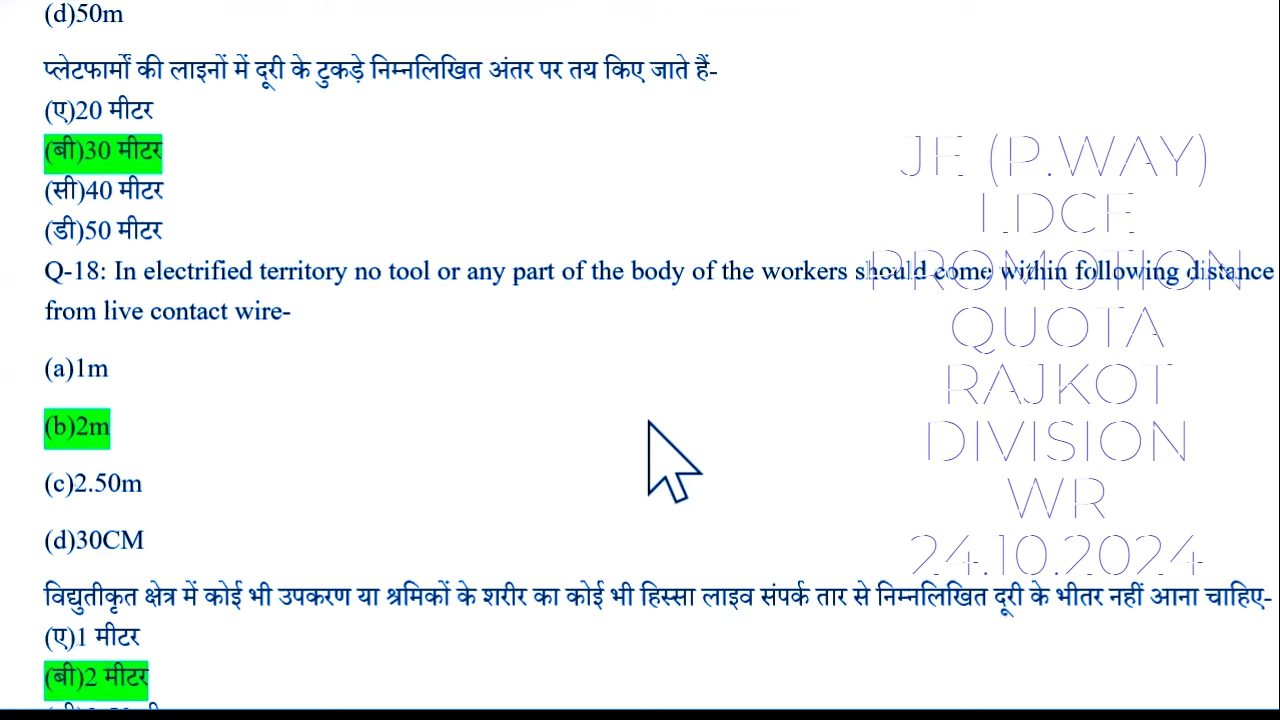 (d)50m
प्लेटफार्मों की लाइनों में दूरी के टुकड़े निम्नलिखित अंतर पर तय किए जाते हैं-
(ए)20 मीटर
(बी)30 मीटर
(सी)40 मीटर
(डी)50 मीटर
Q-18: In electrified territory no tool or any part of the body of the workers should come within following distance
from live contact wire-
(a)1m
(b)2m
(c)2.50m
(d)30CM
विद्युतीकृत क्षेत्र में कोई भी उपकरण या श्रमिकों के शरीर का कोई भी हिस्सा लाइव संपर्क तार से निम्नलिखित दूरी के भीतर नहीं आना चाहिए-
(ए)1 मीटर
(बी)2 मीटर
JE (P.WAY)
LDCE
PROMOTION
QUOTA
RAJKOT
DIVISION
WR
24.10.2024